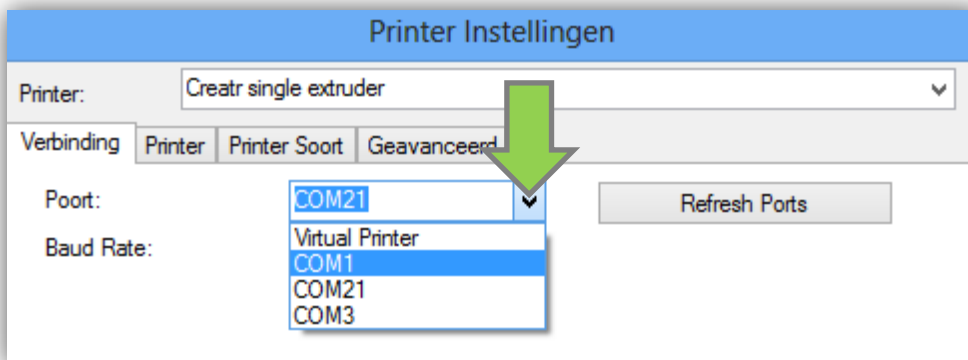 Printer Instellingen
Printer: Creatr single extruder
Verbinding Printer Printer Soort Geavanceerd
Poort: COM21 Refresh Ports
Baud Rate: Virtual Printer
COM1
COM21
COM3